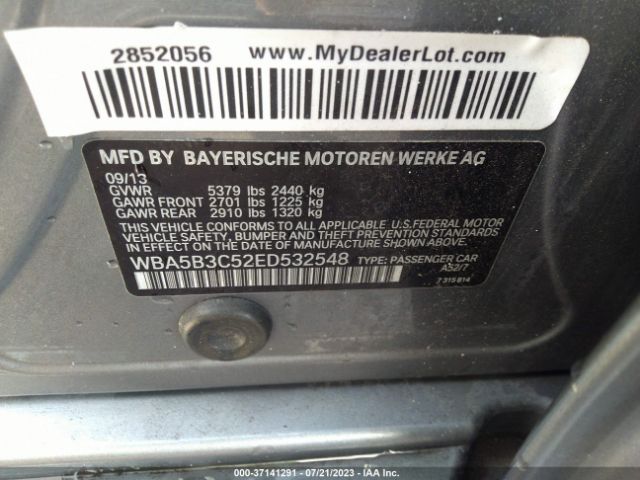 2852056 www.MyDealerLot.com
MFD BY BAYERISCHE MOTOREN WERKE AG
09/13
GVWR 5379 lbs 2440 kg
GAWR FRONT 2701 lbs 1225 kg
GAWR REAR 2910 lbs 1320 kg
THIS VEHICLE CONFORMS TO ALL APPLICABLE U.S.FEDERAL MOTOR
VEHICLE SAFETY, BUMPER AND THEFT PREVENTION STANDARDS
IN EFFECT ON THE DATE OF MANUFACTURE SHOWN ABOVE.
WBA5B3C52ED532548 TYPE: PASSENGER CAR
A52/7
7 315 814
000-37141291 - 07/21/2023 - IAA Inc.